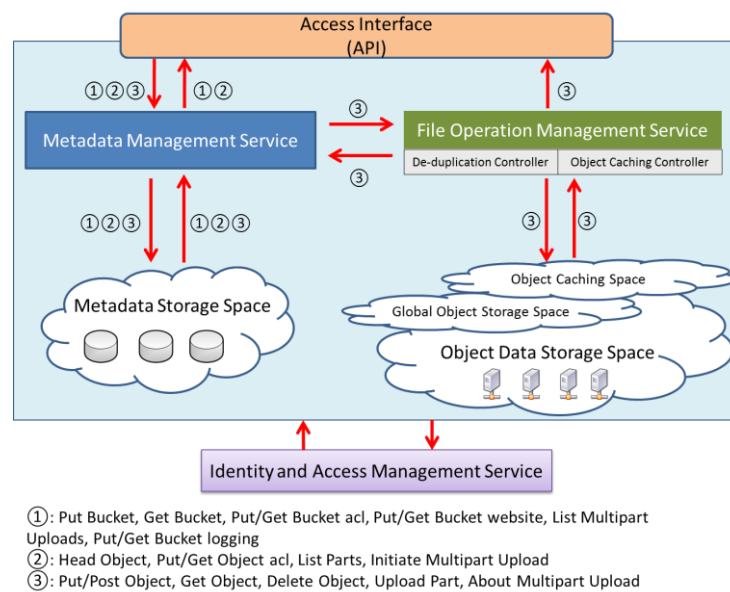 Access Interface
(API)
①②③
①②
③
③
Metadata Management Service
File Operation Management Service
De-duplication Controller
Object Caching Controller
③
①②③
①②③
③
③
Object Caching Space
Metadata Storage Space
Global Object Storage Space
Object Data Storage Space
Identity and Access Management Service
①: Put Bucket, Get Bucket, Put/Get Bucket acl, Put/Get Bucket website, List Multipart
Uploads, Put/Get Bucket logging
②: Head Object, Put/Get Object acl, List Parts, Initiate Multipart Upload
③: Put/Post Object, Get Object, Delete Object, Upload Part, About Multipart Upload